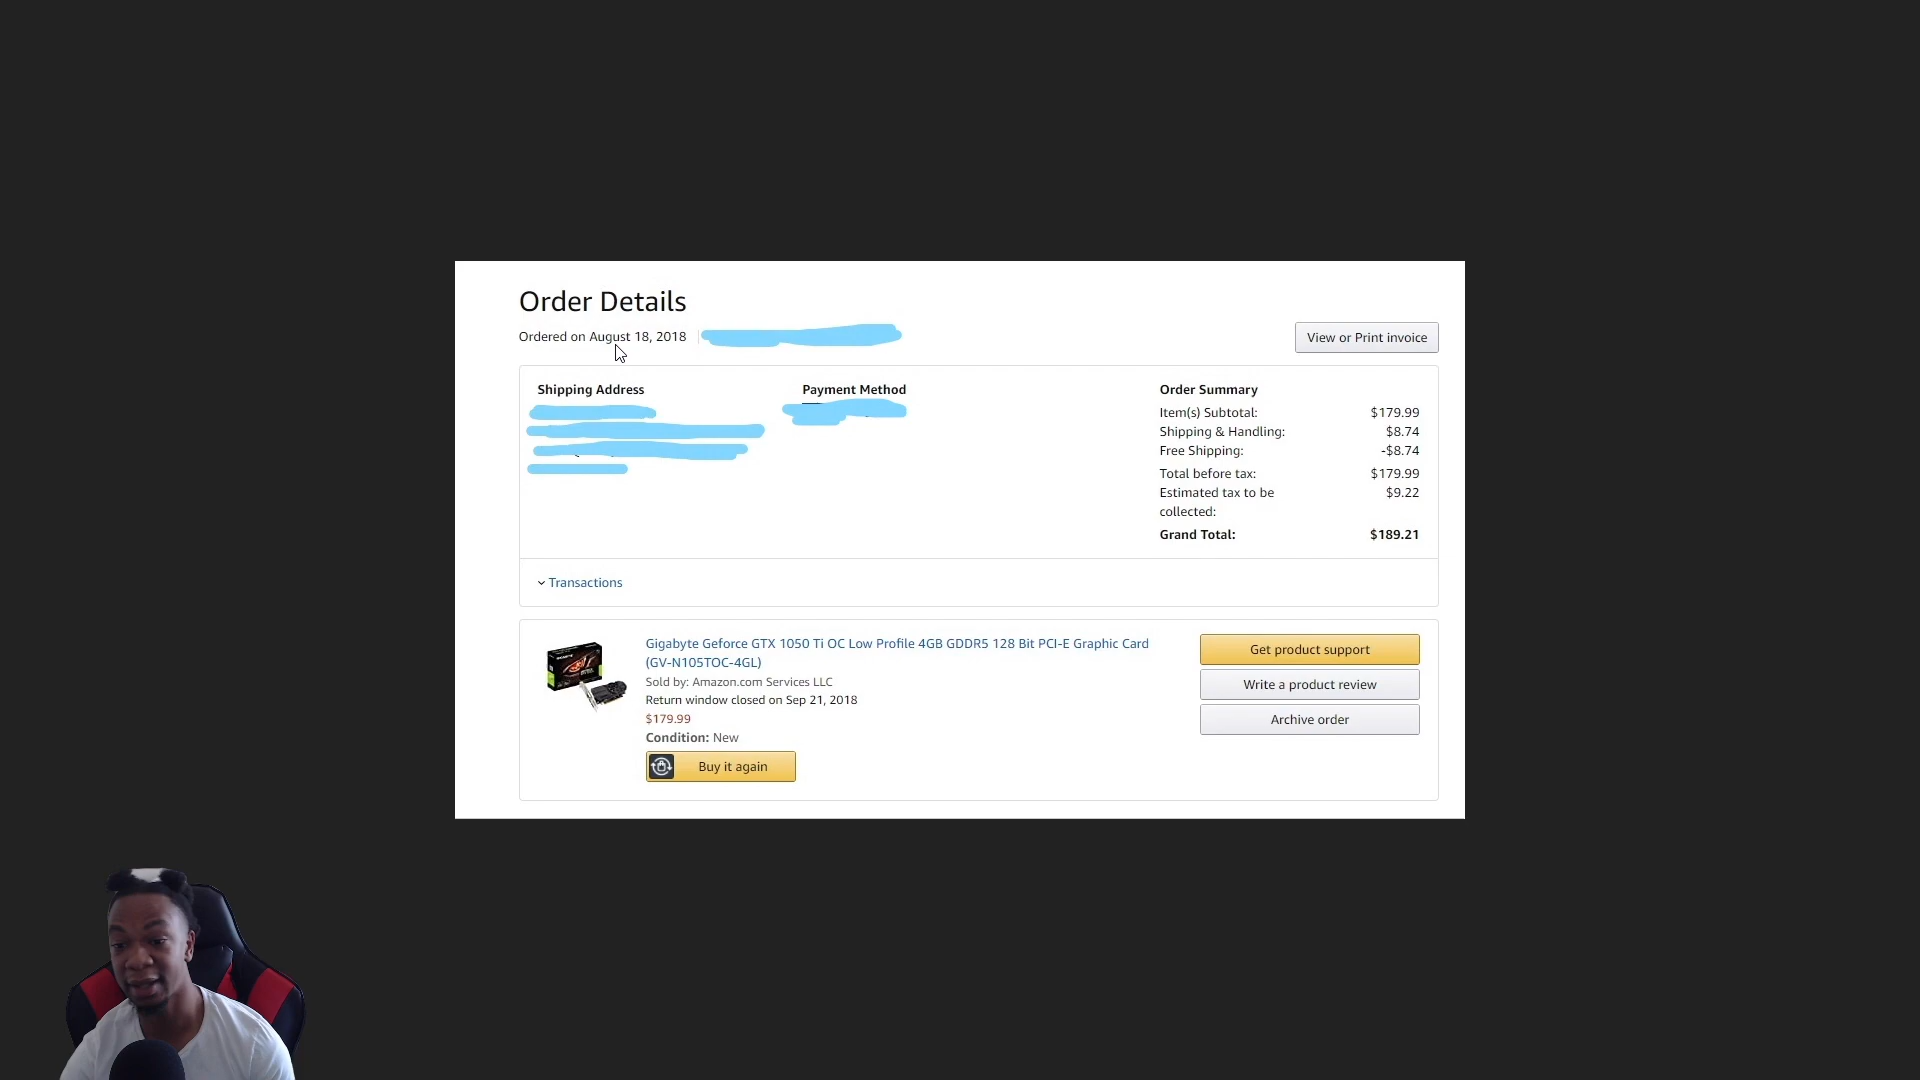 Order Details
Ordered on August 18, 2018
View or Print invoice
Shipping Address
Payment Method
Order Summary
Item(s) Subtotal: $179.99
Shipping & Handling: $8.74
Free Shipping: -$8.74
Total before tax: $179.99
Estimated tax to be $9.22
collected:
Grand Total: $189.21
Transactions
Gigabyte Geforce GTX 1050 Ti OC Low Profile 4GB GDDR5 128 Bit PCI-E Graphic Card
(GV-N105TOC-4GL)
Sold by: Amazon.com Services LLC
Return window closed on Sep 21, 2018
$179.99
Condition: New
Buy it again
Get product support
Write a product review
Archive order